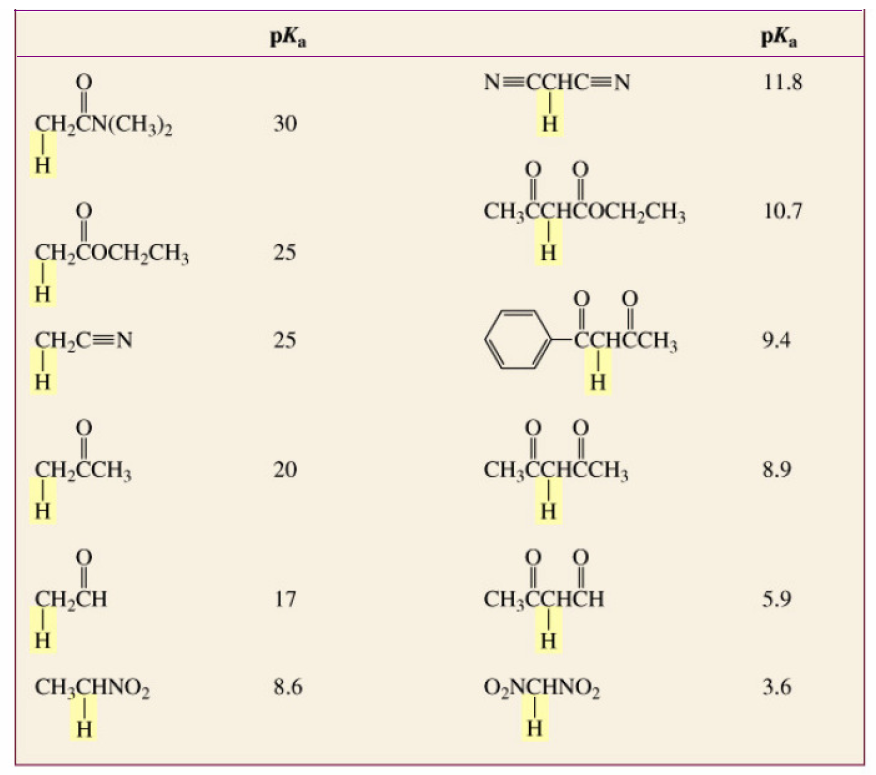 pKₐ
O
CH₂CN(CH₃)₂ 30
H
O
CH₂COCH₂CH₃ 25
H
CH₂C≡N 25
H
O
CH₂CCH₃ 20
H
O
CH₂CH 17
H
CH₃CHNO₂ 8.6
H
pKₐ
N≡CCHC≡N 11.8
H
O O
CH₃CCHCOCH₂CH₃ 10.7
H
O O
CCHCCH₃ 9.4
H
O O
CH₃CCHCCH₃ 8.9
H
O O
CH₃CCHCH 5.9
H
O₂NCHNO₂ 3.6
H